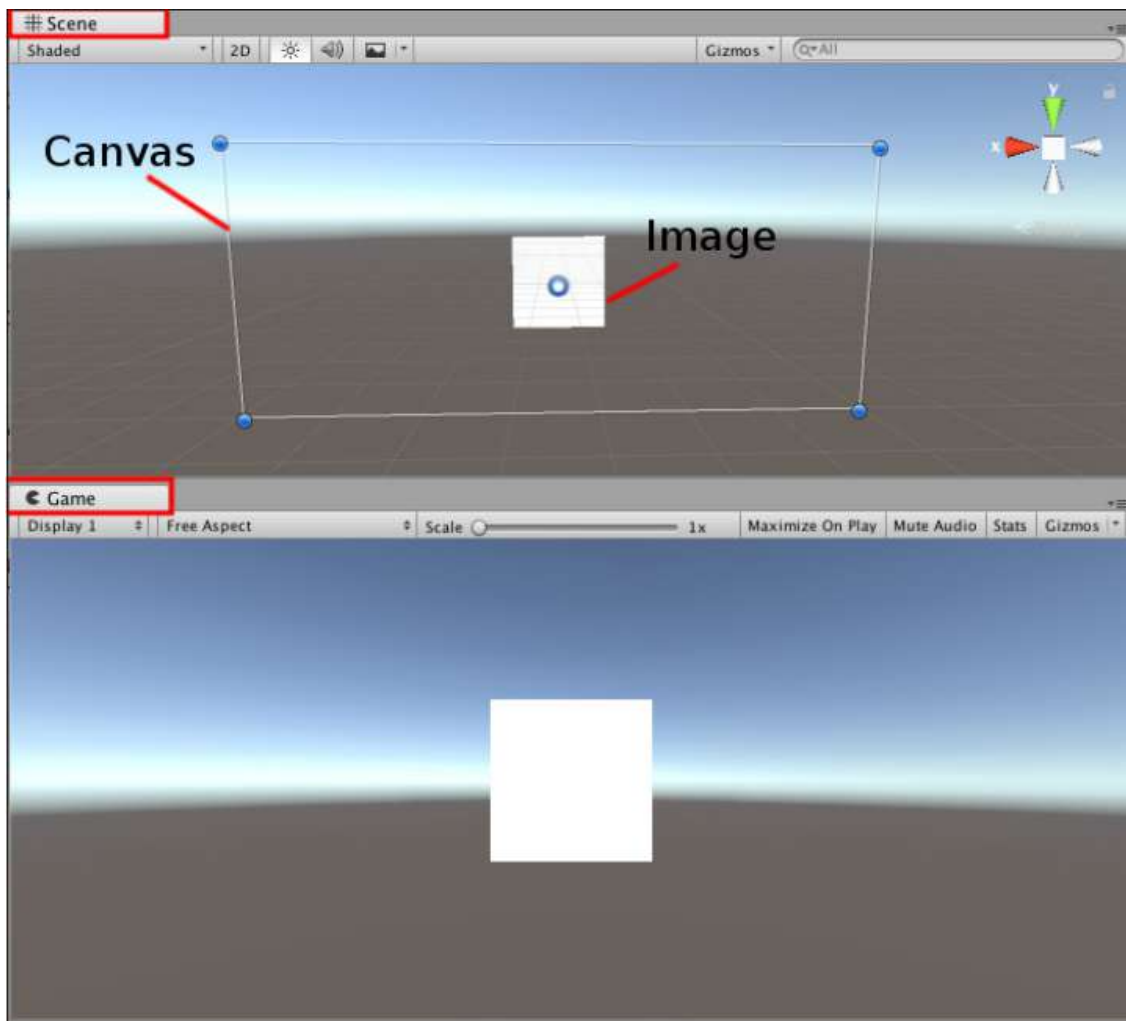 Scene
Shaded 2D Gizmos All
y
Canvas
x
Image
Game
Display 1 Free Aspect Scale 1x Maximize On Play Mute Audio Stats Gizmos